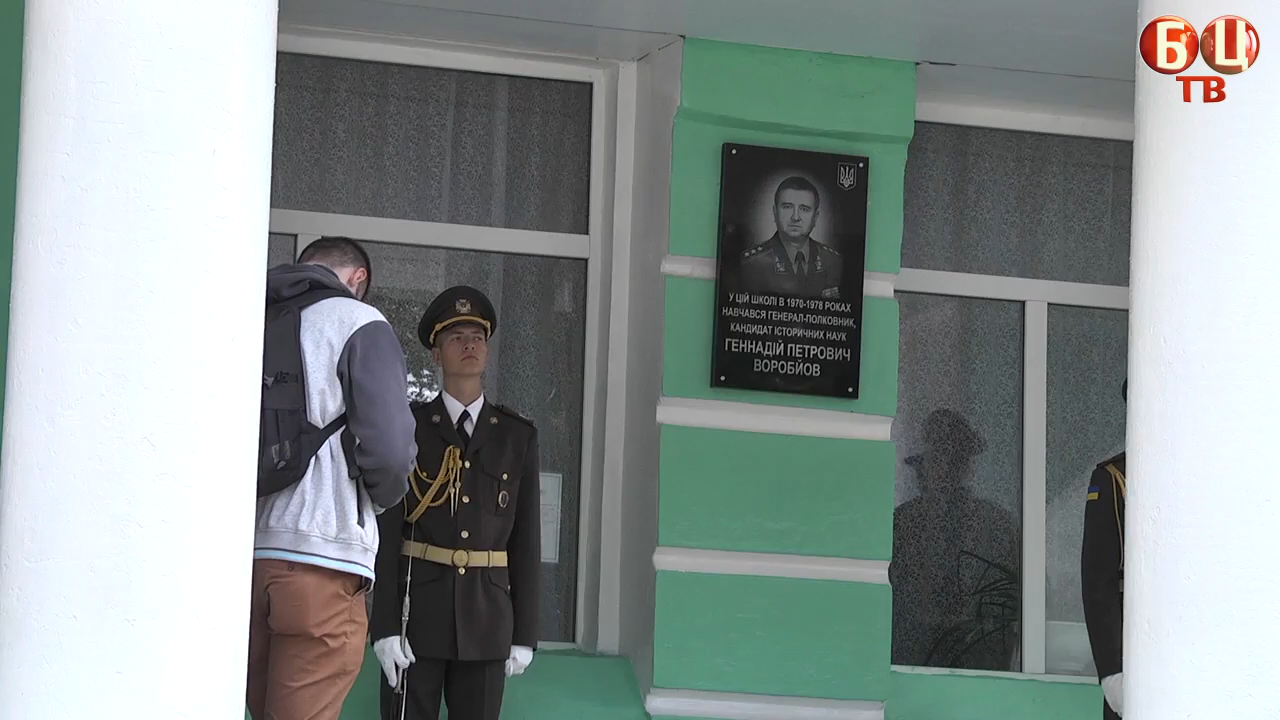 БЦ
ТВ
У ЦІЙ ШКОЛІ В 1970-1978 РОКАХ
НАВЧАВСЯ ГЕНЕРАЛ-ПОЛКОВНИК,
КАНДИДАТ ІСТОРИЧНИХ НАУК
ГЕННАДІЙ ПЕТРОВИЧ
ВОРОБЙОВ